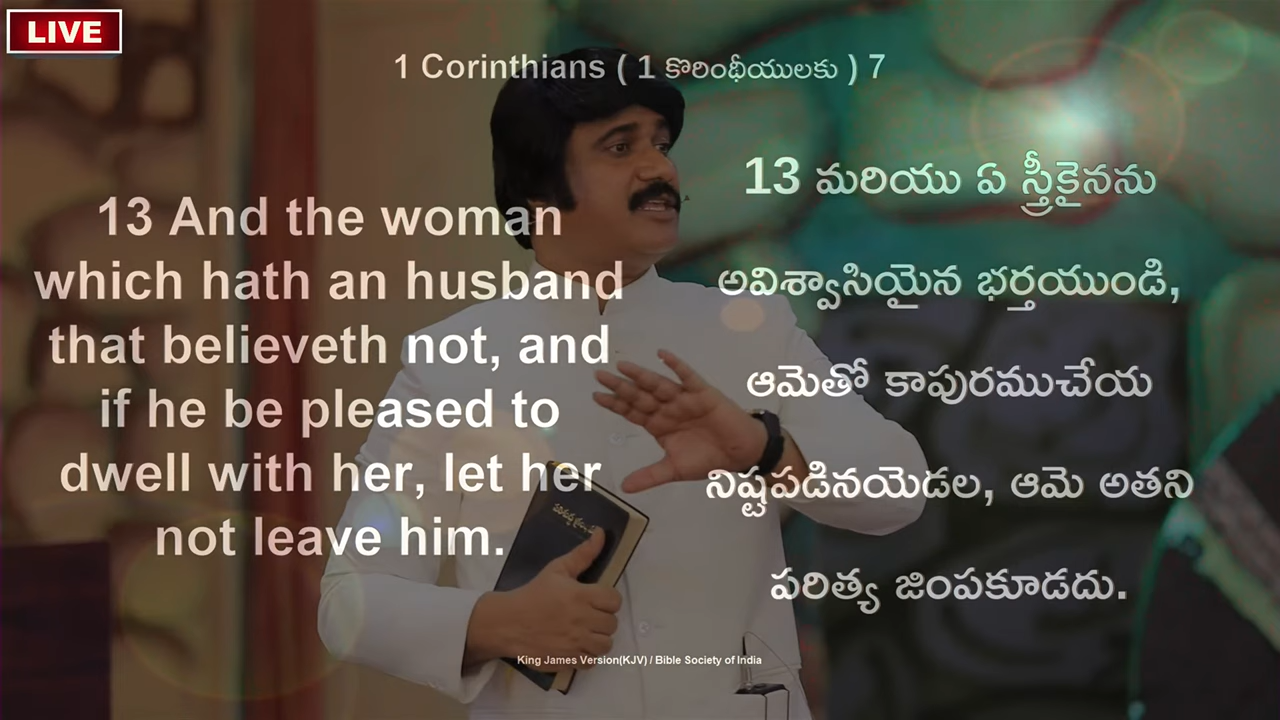 LIVE
1 Corinthians ( 1 కొరింథీయులకు ) 7
13 And the woman
which hath an husband
that believeth not, and
if he be pleased to
dwell with her, let her
not leave him.
13 మరియు ఏ స్త్రీకైనను
అవిశ్వాసియైన భర్తయుండి,
ఆమెతో కాపురముచేయ
నిష్టపడినయెడల, ఆమె అతని
పరిత్య జింపకూడదు.
King James Version(KJV) / Bible Society of India